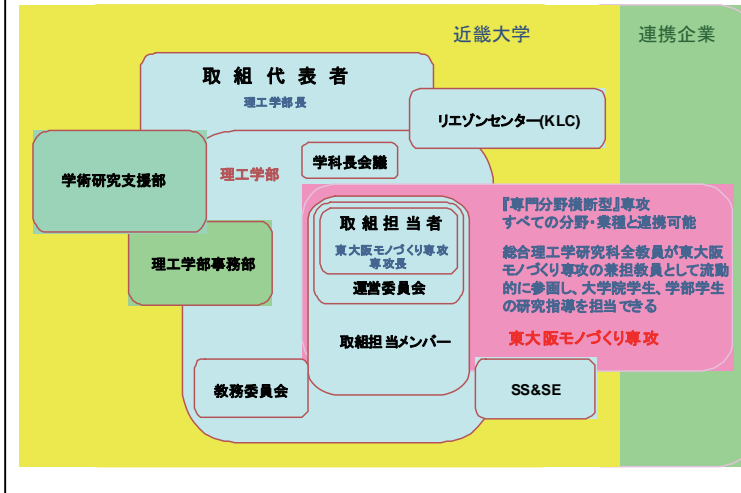 近畿大学
連携企業
取組代表者
理工学部長
リエゾンセンター(KLC)
学科長会議
学術研究支援部
理工学部
『専門分野横断型』専攻
すべての分野・業種と連携可能
取組担当者
東大阪モノづくり専攻
専攻長
総合理工学研究科全教員が東大阪
モノづくり専攻の兼担教員として流動
的に参画し、大学院学生、学部学生
の研究指導を担当できる
理工学部事務部
運営委員会
東大阪モノづくり専攻
取組担当メンバー
教務委員会
SS&SE